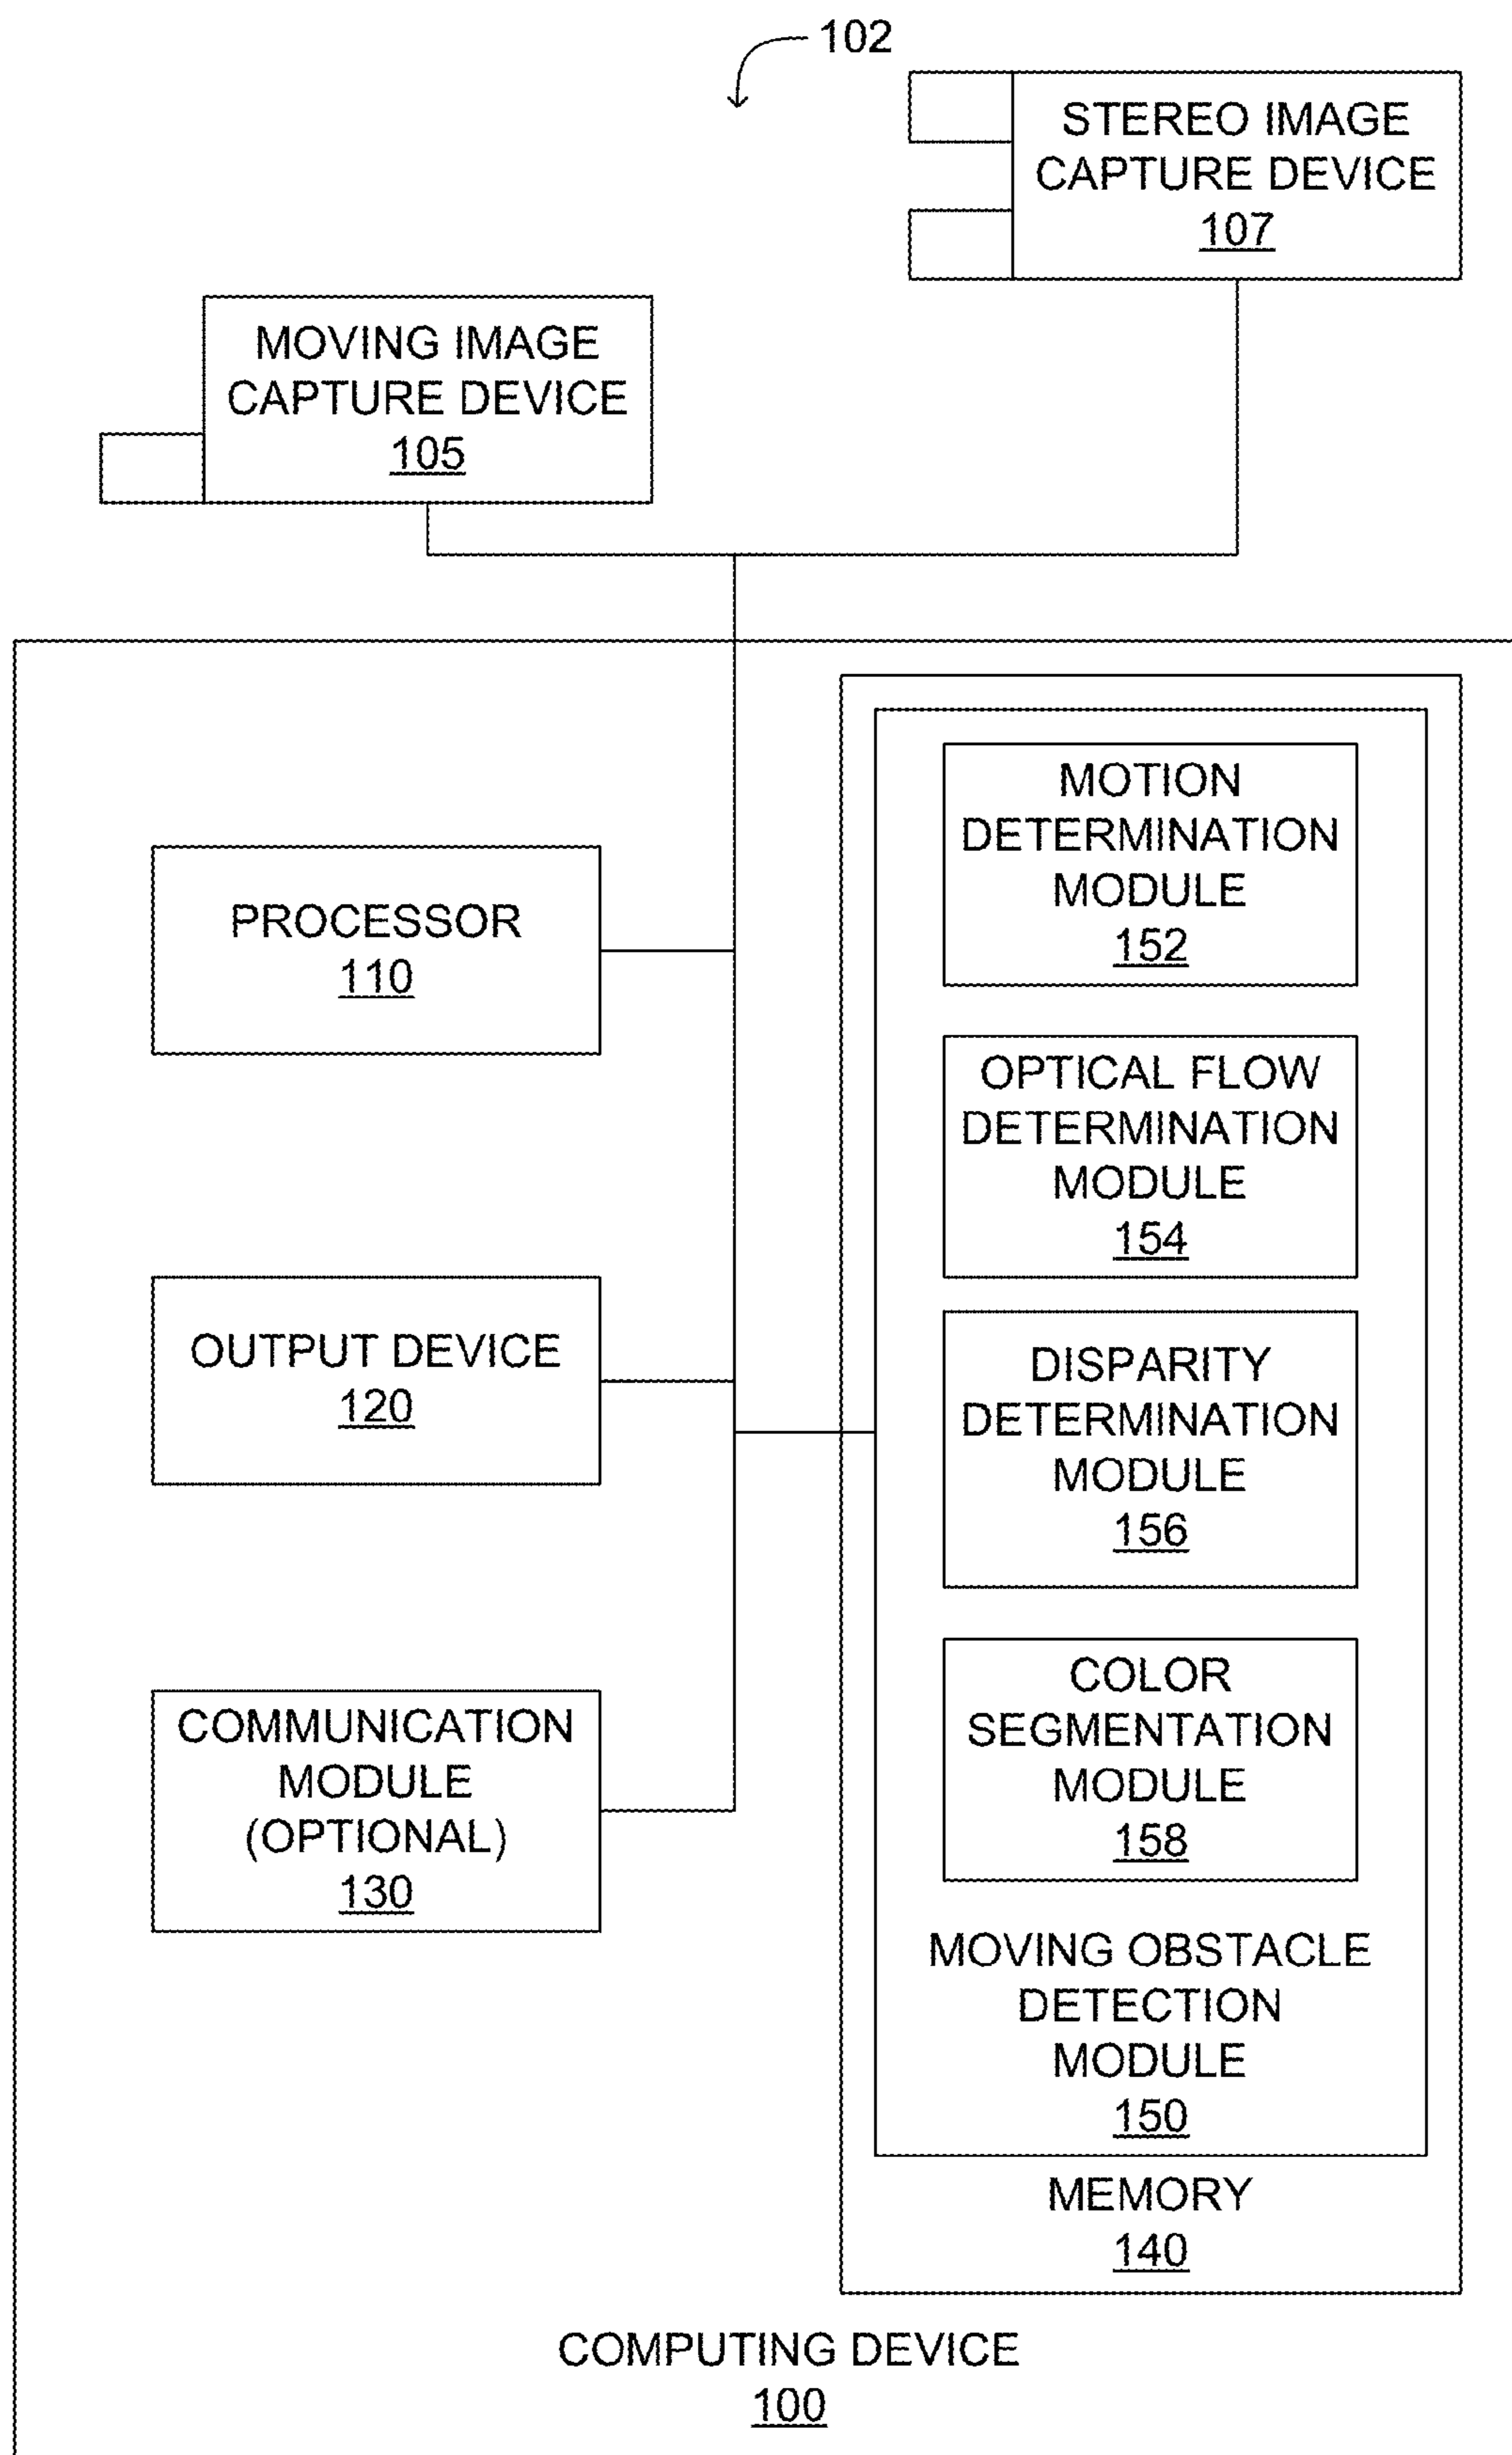 102
STEREO IMAGE
CAPTURE DEVICE
107
MOVING IMAGE
CAPTURE DEVICE
105
PROCESSOR
110
OUTPUT DEVICE
120
COMMUNICATION
MODULE
(OPTIONAL)
130
MOTION
DETERMINATION
MODULE
152
OPTICAL FLOW
DETERMINATION
MODULE
154
DISPARITY
DETERMINATION
MODULE
156
COLOR
SEGMENTATION
MODULE
158
MOVING OBSTACLE
DETECTION
MODULE
150
MEMORY
140
COMPUTING DEVICE
100